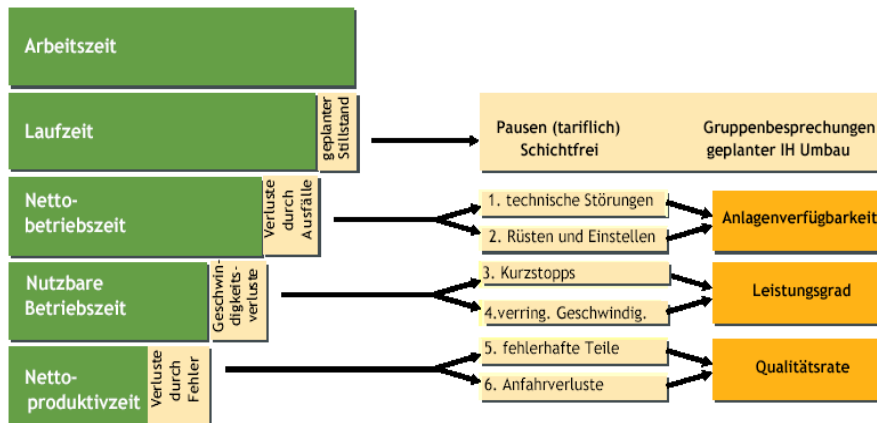 Arbeitszeit
Laufzeit
geplanter
Stillstand
Pausen (tariflich)
Schichtfrei
Gruppenbesprechungen
geplanter IH Umbau
Netto-
betriebszeit
Verluste
durch
Ausfälle
1. technische Störungen
2. Rüsten und Einstellen
Anlagenverfügbarkeit
Nutzbare
Betriebszeit
Geschwin-
digkeits-
verluste
3. Kurzstopps
4.verring. Geschwindig.
Leistungsgrad
Netto-
produktivzeit
Verluste
durch
Fehler
5. fehlerhafte Teile
6. Anfahrverluste
Qualitätsrate